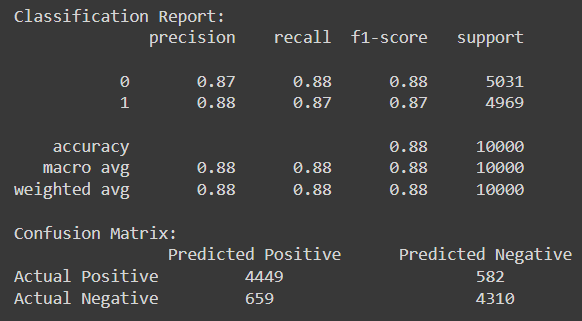 Classification Report:
precision recall f1-score support
0 0.87 0.88 0.88 5031
1 0.88 0.87 0.87 4969
accuracy 0.88 10000
macro avg 0.88 0.88 0.88 10000
weighted avg 0.88 0.88 0.88 10000
Confusion Matrix:
Predicted Positive Predicted Negative
Actual Positive 4449 582
Actual Negative 659 4310